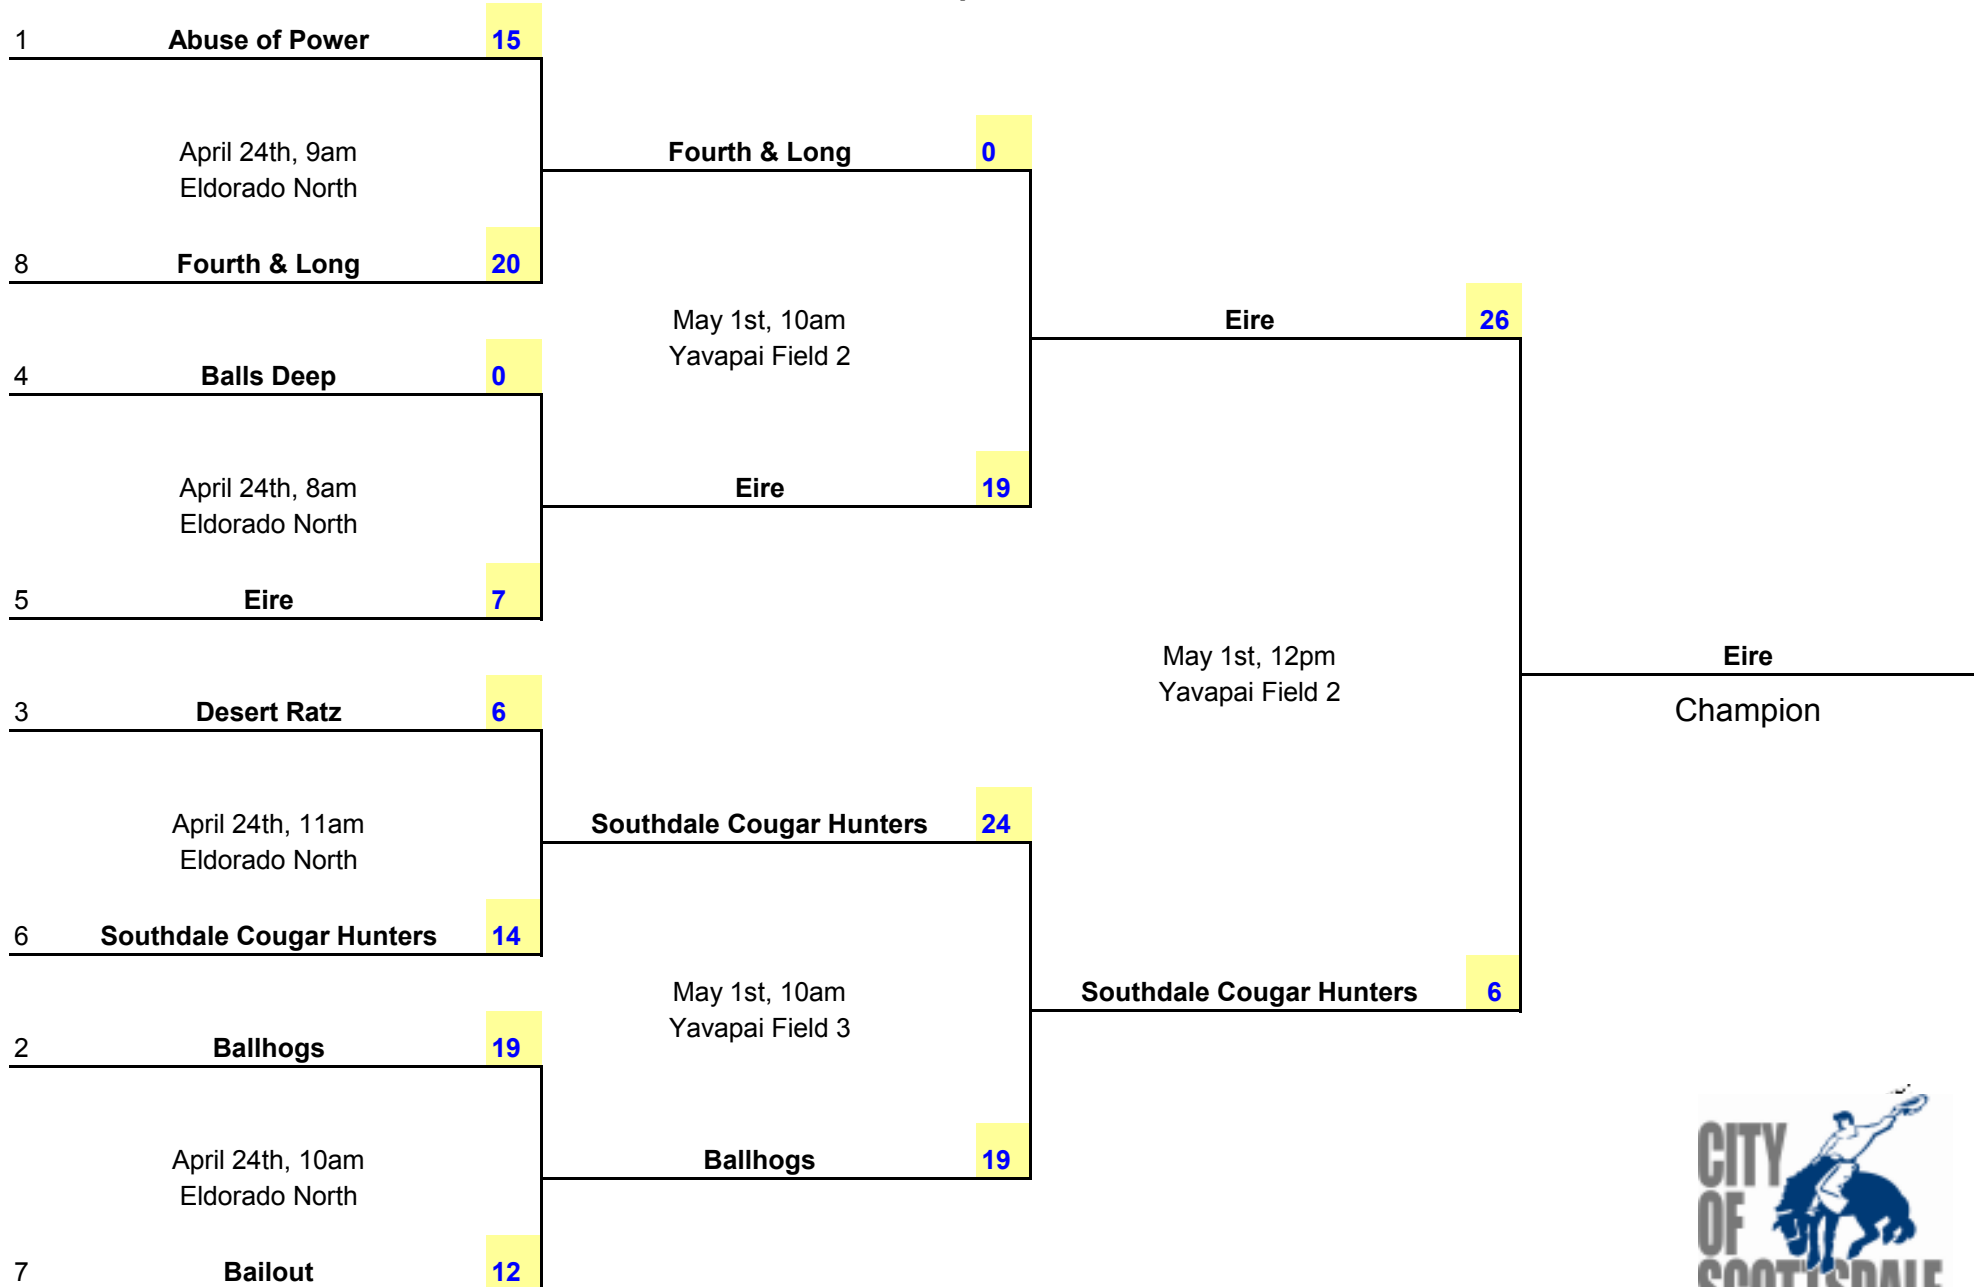 1 Abuse of Power 15
April 24th, 9am
Eldorado North
8 Fourth & Long 20
4 Balls Deep 0
April 24th, 8am
Eldorado North
5 Eire 7
3 Desert Ratz 6
April 24th, 11am
Eldorado North
6 Southdale Cougar Hunters 14
2 Ballhogs 19
April 24th, 10am
Eldorado North
7 Bailout 12
Fourth & Long 0
May 1st, 10am
Yavapai Field 2
Eire 19
Southdale Cougar Hunters 24
May 1st, 10am
Yavapai Field 3
Ballhogs 19
Eire 26
May 1st, 12pm
Yavapai Field 2
Southdale Cougar Hunters 6
Eire
Champion
CITY
OF
SCOTTSDALE